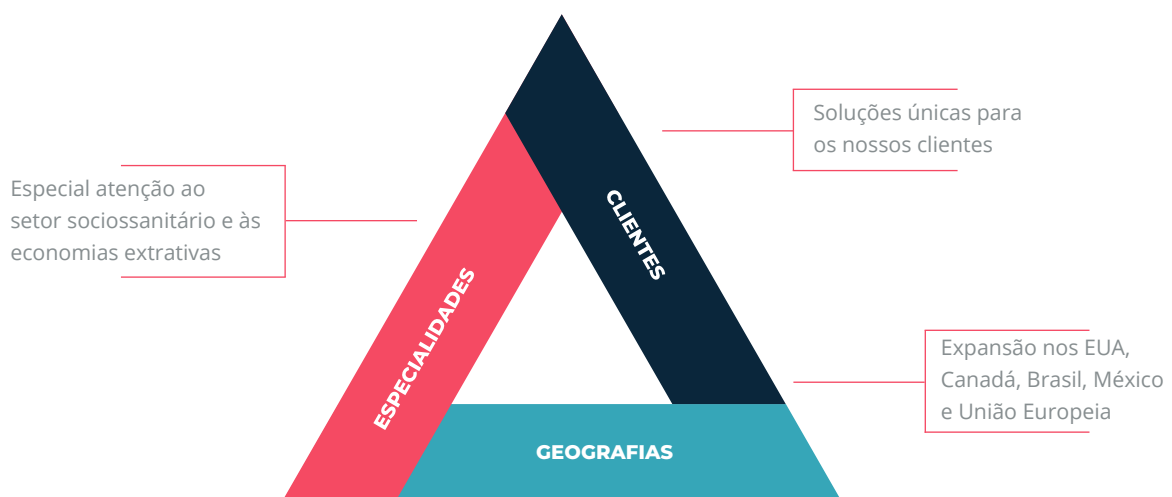 Soluções únicas para
os nossos clientes
Especial atenção ao
setor sociossanitário e às
economias extrativas
CLIENTES
ESPECIALIDADES
Expansão nos EUA,
Canadá, Brasil, México
e União Europeia
GEOGRAFIAS